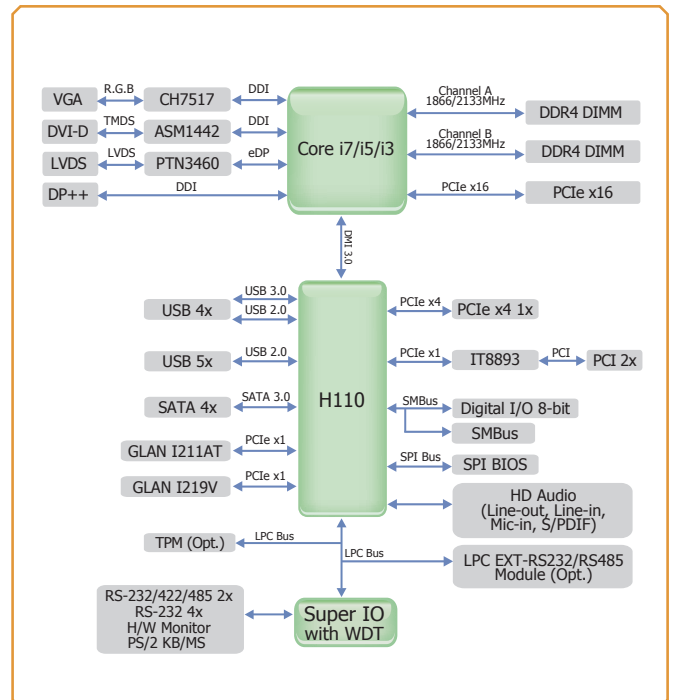 VGA
R.G.B
CH7517
DDI
DVI-D
TMDS
ASM1442
DDI
LVDS
LVDS
PTN3460
eDP
DP++
DDI
Core i7/i5/i3
Channel A
1866/2133MHz
DDR4 DIMM
Channel B
1866/2133MHz
DDR4 DIMM
PCIe x16
PCIe x16
DMI 3.0
USB 4x
USB 3.0
USB 2.0
USB 5x
USB 2.0
SATA 4x
SATA 3.0
GLAN I211AT
PCIe x1
GLAN I219V
PCIe x1
H110
PCIe x4
PCIe x4 1x
PCIe x1
IT8893
PCI
PCI 2x
SMBus
Digital I/O 8-bit
SMBus
SPI Bus
SPI BIOS
HD Audio
(Line-out, Line-in,
Mic-in, S/PDIF)
TPM (Opt.)
LPC Bus
LPC Bus
LPC EXT-RS232/RS485
Module (Opt.)
RS-232/422/485 2x
RS-232 4x
H/W Monitor
PS/2 KB/MS
Super IO
with WDT